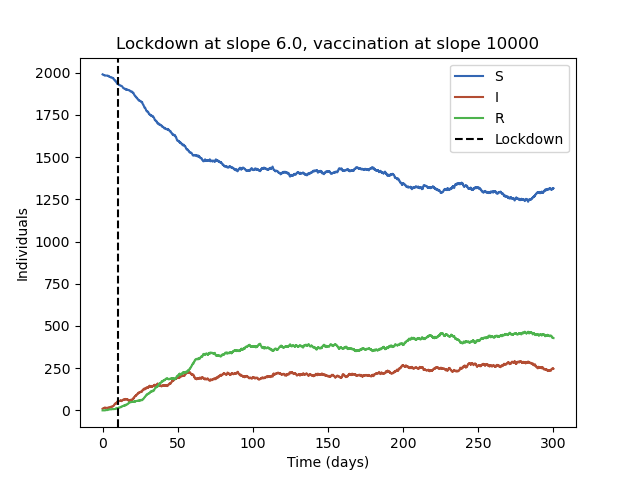 Lockdown at slope 6.0, vaccination at slope 10000
S
I
R
Lockdown
2000
1750
1500
1250
1000
750
500
250
0
Individuals
0 50 100 150 200 250 300
Time (days)